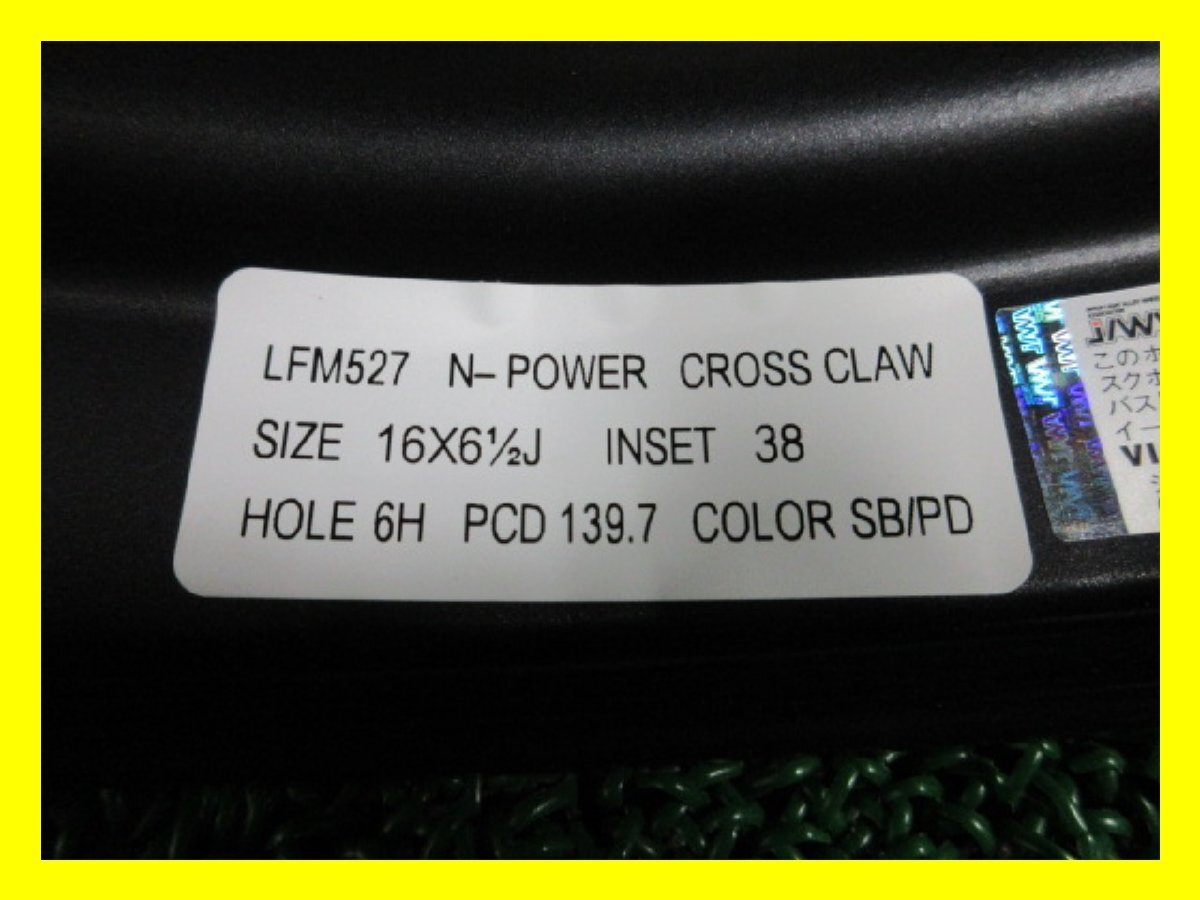 LFM527 N-POWER CROSS CLAW
SIZE 16X6½J INSET 38
HOLE 6H PCD 139.7 COLOR SB/PD
JWL
このホ
スクホ
バス
イー
VI